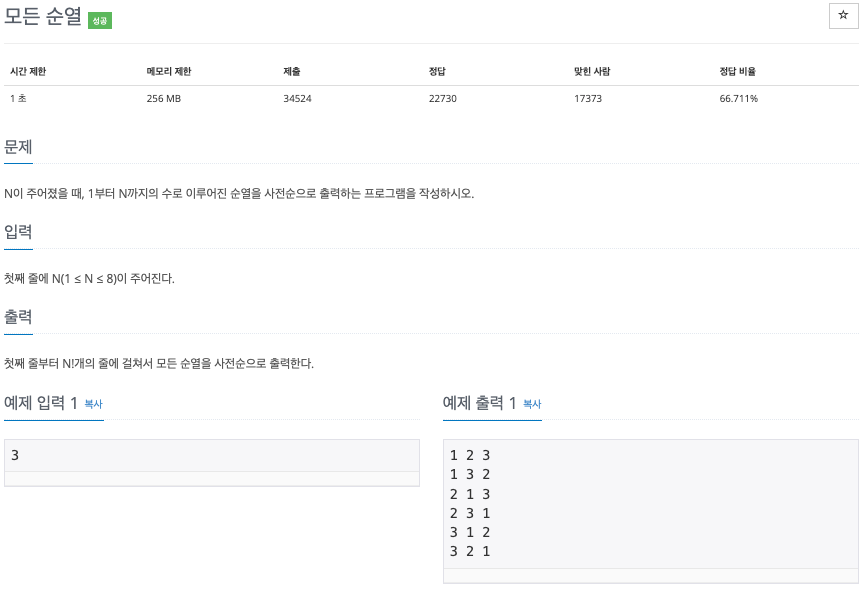 모든 순열 성공
☆
시간 제한 메모리 제한 제출 정답 맞힌 사람 정답 비율
1 초 256 MB 34524 22730 17373 66.711%
문제
N이 주어졌을 때, 1부터 N까지의 수로 이루어진 순열을 사전순으로 출력하는 프로그램을 작성하시오.
입력
첫째 줄에 N(1 ≤ N ≤ 8)이 주어진다.
출력
첫째 줄부터 N!개의 줄에 걸쳐서 모든 순열을 사전순으로 출력한다.
예제 입력 1 복사
3
예제 출력 1 복사
1 2 3
1 3 2
2 1 3
2 3 1
3 1 2
3 2 1